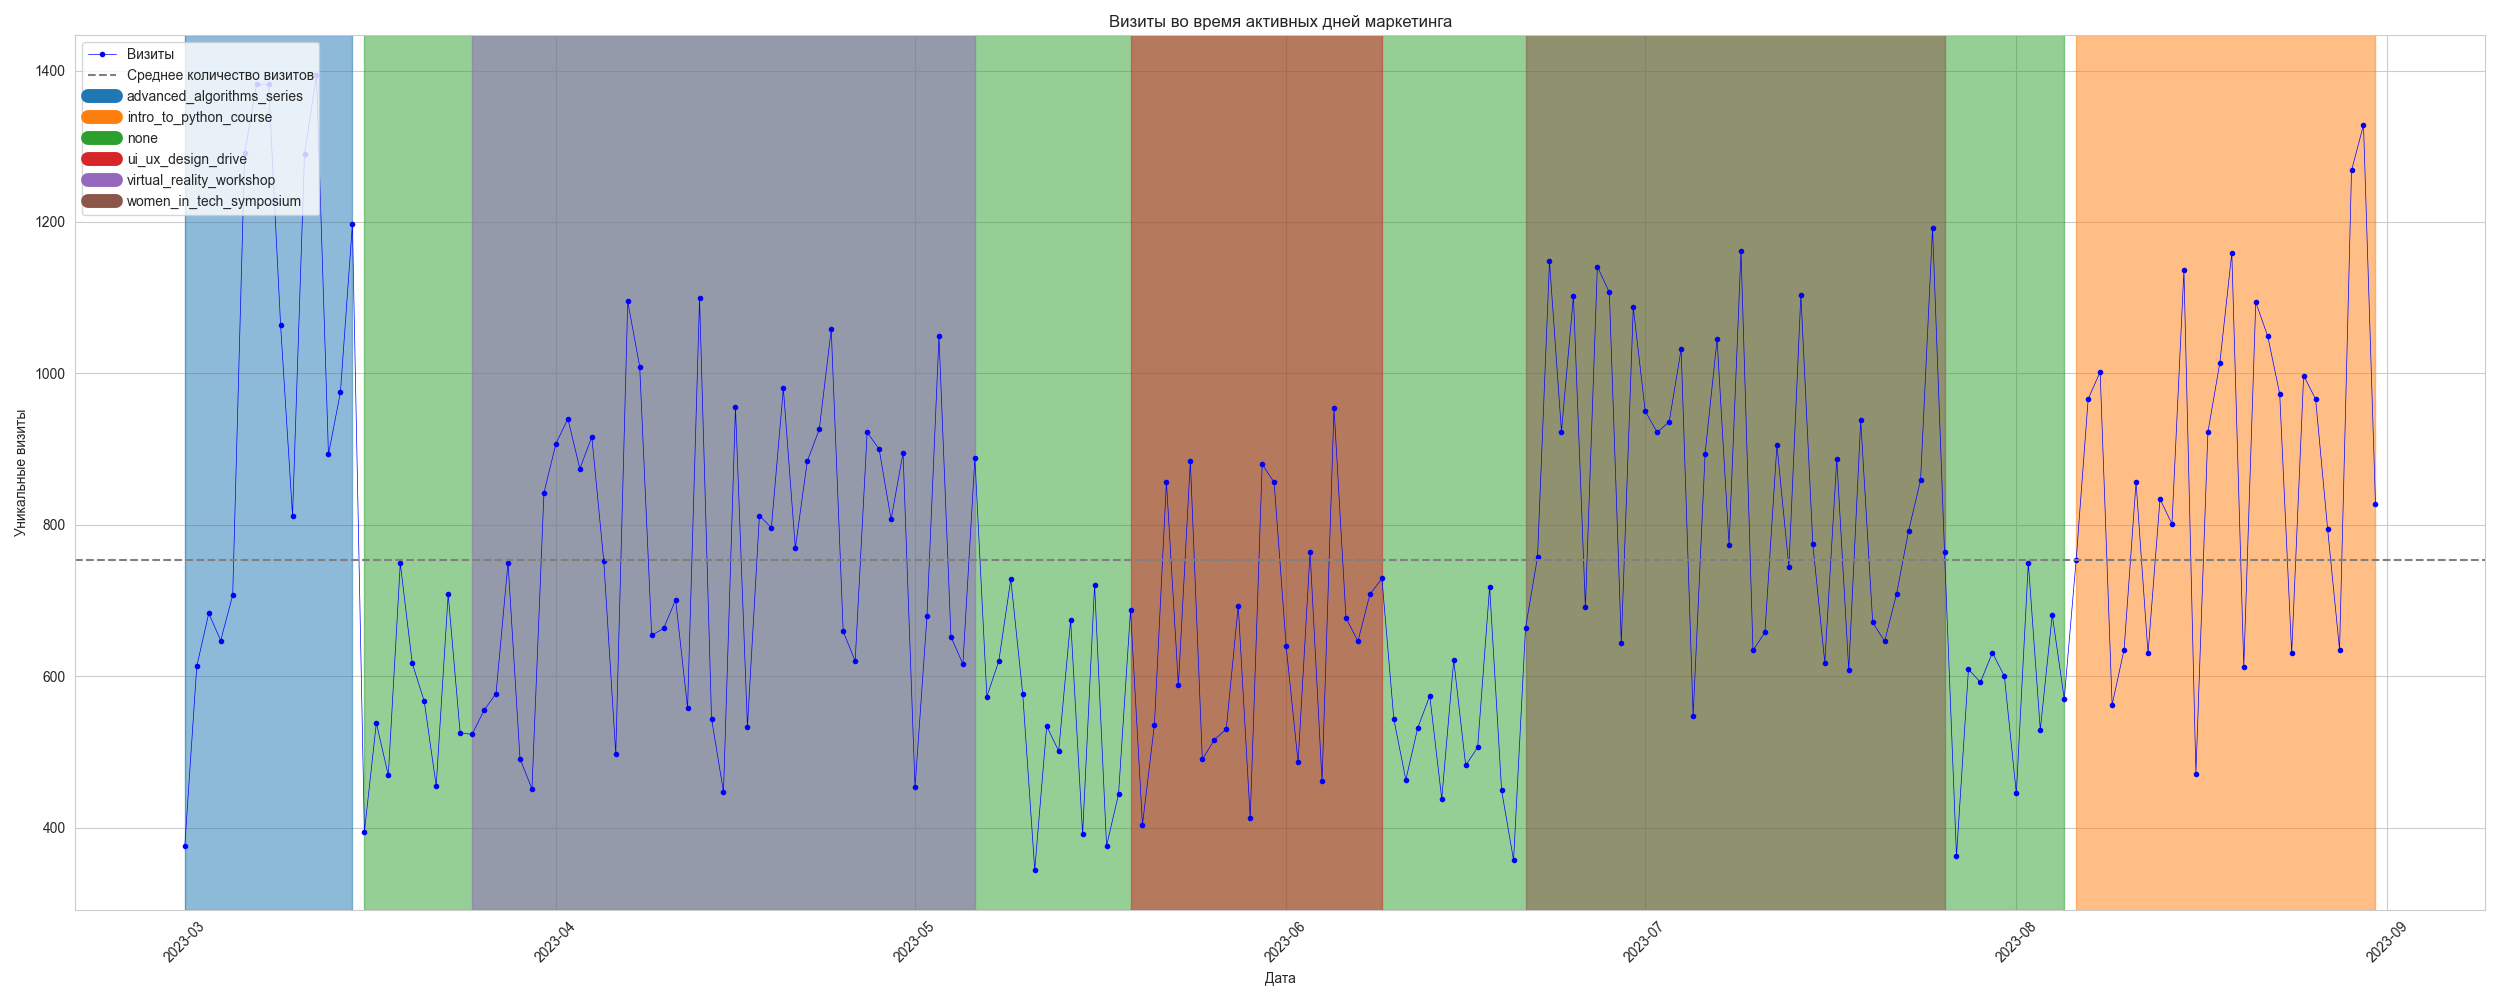 Визиты во время активных дней маркетинга
Визиты
Среднее количество визитов
advanced_algorithms_series
intro_to_python_course
none
ui_ux_design_drive
virtual_reality_workshop
women_in_tech_symposium
Уникальные визиты
1400
1200
1000
800
600
400
2023-03
2023-04
2023-05
2023-06
2023-07
2023-08
2023-09
Дата